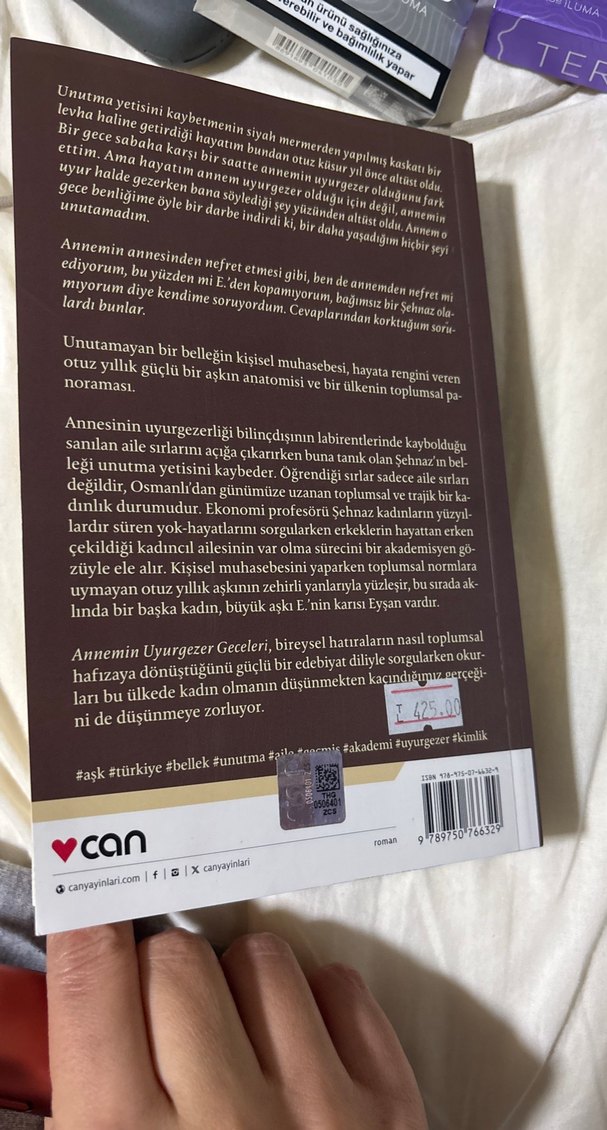 ILUMA
ün ürünü sağlığınıza
erebilir ve bağımlılık yapar
ILUMA
TER
Unutma yetisini kaybetmenin siyah mermerden yapılmış kaskatı bir
levha haline getirdiği hayatım bundan otuz küsur yıl önce altüst oldu.
Bir gece sabaha karşı bir saatte annemin uyurgezer olduğunu fark
ettim. Ama hayatım annem uyurgezer olduğu için değil, annemin
uyur halde gezerken bana söylediği şey yüzünden altüst oldu. Annem o
gece benliğime öyle bir darbe indirdi ki, bir daha yaşadığım hiçbir şeyi
unutamadım.
Annemin annesinden nefret etmesi gibi, ben de annemden nefret mi
ediyorum, bu yüzden mi E.’den kopamıyorum, bağımsız bir Şehnaz ola-
mıyorum diye kendime soruyordum. Cevaplarından korktuğum soru-
lardı bunlar.
Unutamayan bir belleğin kişisel muhasebesi, hayata rengini veren
otuz yıllık güçlü bir aşkın anatomisi ve bir ülkenin toplumsal pa-
noraması.
Annesinin uyurgezerliği bilinçdışının labirentlerinde kaybolduğu
sanılan aile sırlarını açığa çıkarırken buna tanık olan Şehnaz’ın bel-
leği unutma yetisini kaybeder. Öğrendiği sırlar sadece aile sırları
değildir, Osmanlı’dan günümüze uzanan toplumsal ve trajik bir ka-
dınlık durumudur. Ekonomi profesörü Şehnaz kadınların yüzyıl-
lardır süren yok-hayatlarını sorgularken erkeklerin hayattan erken
çekildiği kadıncıl ailesinin var olma sürecini bir akademisyen gö-
züyle ele alır. Kişisel muhasebesini yaparken toplumsal normlara
uymayan otuz yıllık aşkının zehirli yanlarıyla yüzleşir, bu sırada ak-
lında bir başka kadın, büyük aşkı E.’nin karısı Eyşan vardır.
Annemin Uyurgezer Geceleri, bireysel hatıraların nasıl toplumsal
hafızaya dönüştüğünü güçlü bir edebiyat diliyle sorgularken okur-
ları bu ülkede kadın olmanın düşünmekten kaçındığımız gerçeği-
ni de düşünmeye zorluyor.
425.00
#aşk #türkiye #bellek #unutma #aile #geçmiş #akademi #uyurgezer #kimlik
THG
0506401
ZCS
ISBN 978-975-07-6632-9
9 789750 766329
can
roman
canyayinlari.com | f | | X canyayinlari